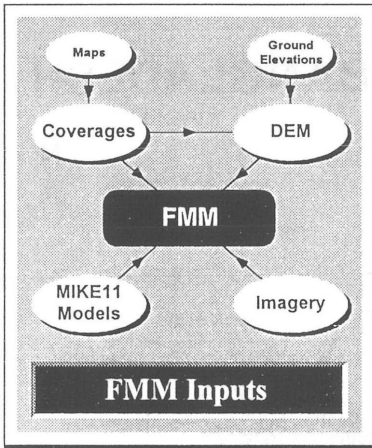 Maps
Ground
Elevations
Coverages
DEM
FMM
MIKE11
Models
Imagery
FMM Inputs